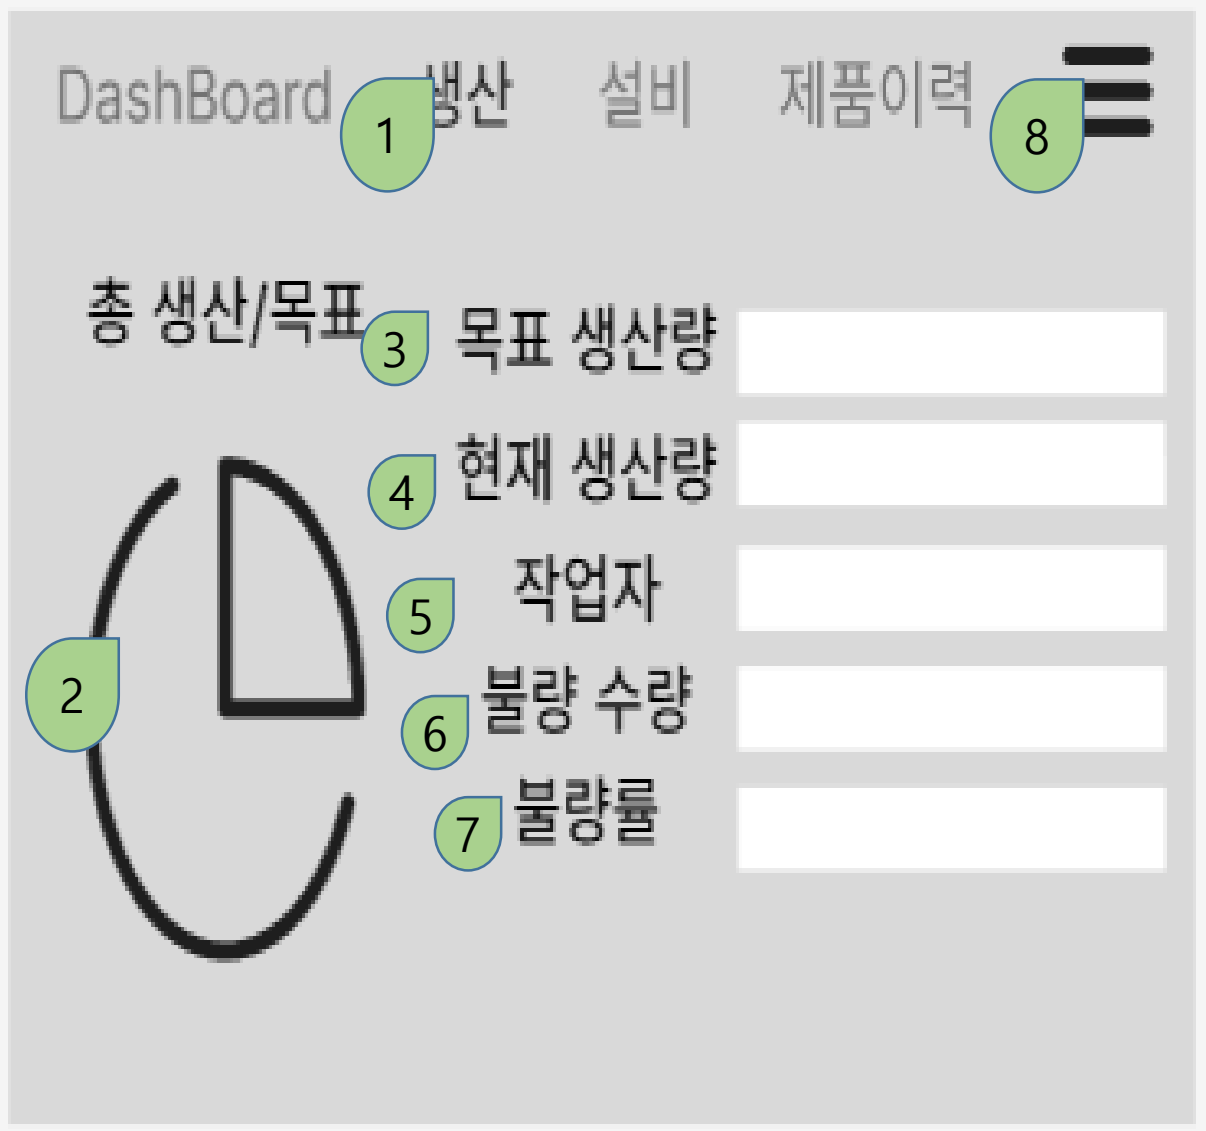 DashBoard 생산 설비 제품이력
1
8
총 생산/목표
3 목표 생산량
4 현재 생산량
5 작업자
2
6 불량 수량
7 불량률